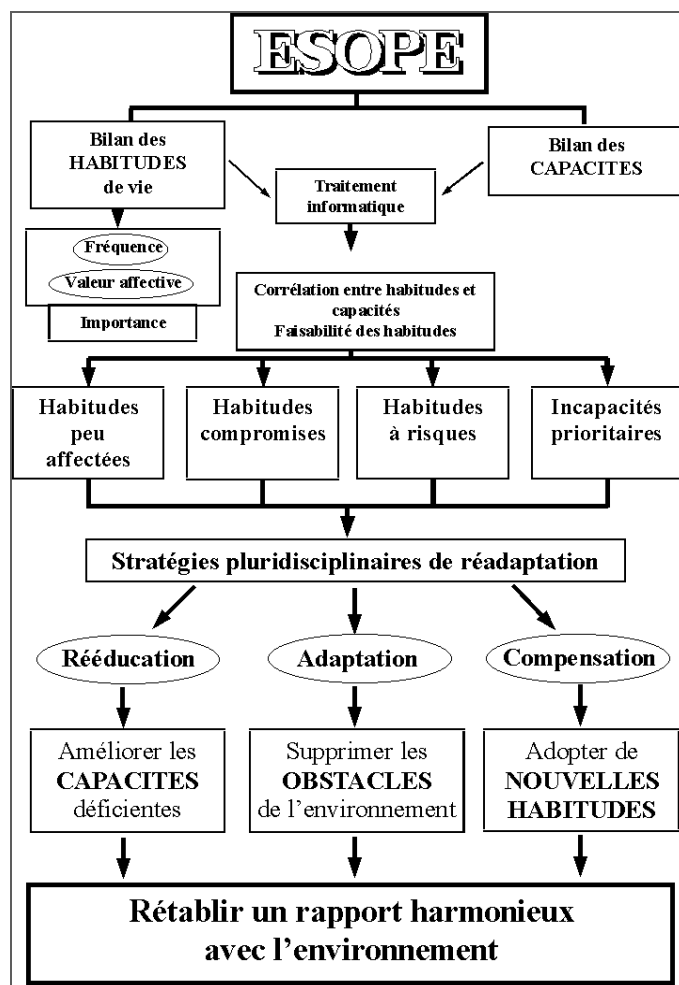 ESOPE
Bilan des
HABITUDES
de vie
Bilan des
CAPACITES
Traitement
informatique
Fréquence
Valeur affective
Importance
Corrélation entre habitudes et
capacités
Faisabilité des habitudes
Habitudes
peu
affectées
Habitudes
compromises
Habitudes
à risques
Incapacités
prioritaires
Stratégies pluridisciplinaires de réadaptation
Rééducation
Adaptation
Compensation
Améliorer les
CAPACITES
déficientes
Supprimer les
OBSTACLES
de l'environnement
Adopter de
NOUVELLES
HABITUDES
Rétablir un rapport harmonieux
avec l'environnement